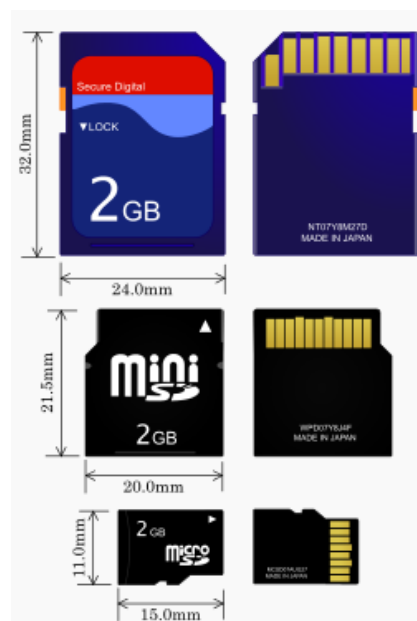 Secure Digital
▼LOCK
2GB
32.0mm
24.0mm
NT07Y8M27D
MADE IN JAPAN
mini
SD
2GB
21.5mm
20.0mm
WPD07Y8J4F
MADE IN JAPAN
2GB
micro
SD
11.0mm
15.0mm
MADE IN JAPAN